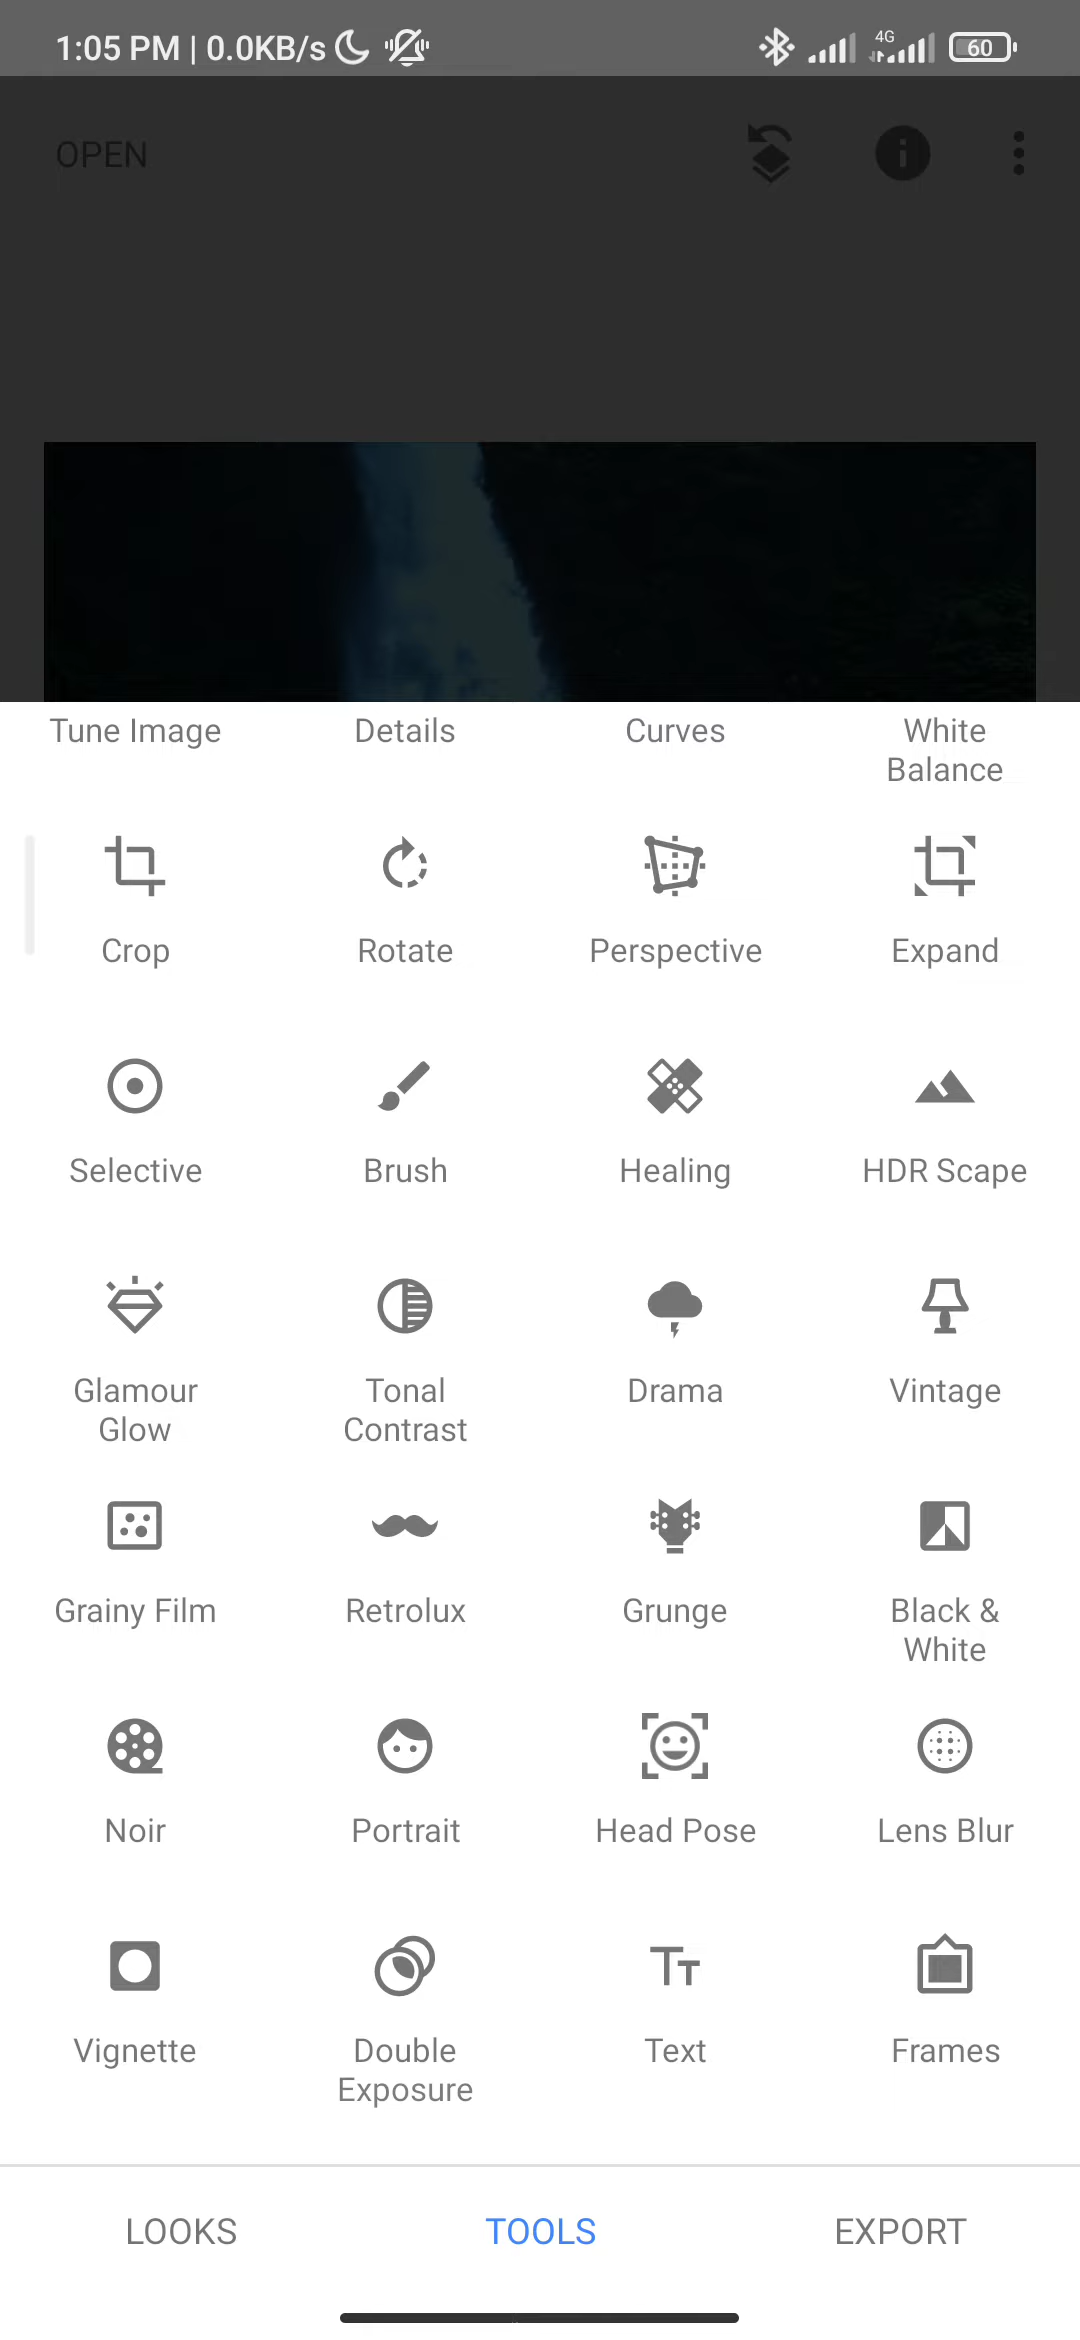 1:05 PM | 0.0KB/s
4G
60
OPEN
Tune Image
Details
Curves
White
Balance
Crop
Rotate
Perspective
Expand
Selective
Brush
Healing
HDR Scape
Glamour
Glow
Tonal
Contrast
Drama
Vintage
Grainy Film
Retrolux
Grunge
Black &
White
Noir
Portrait
Head Pose
Lens Blur
Vignette
Double
Exposure
Text
Frames
LOOKS
TOOLS
EXPORT